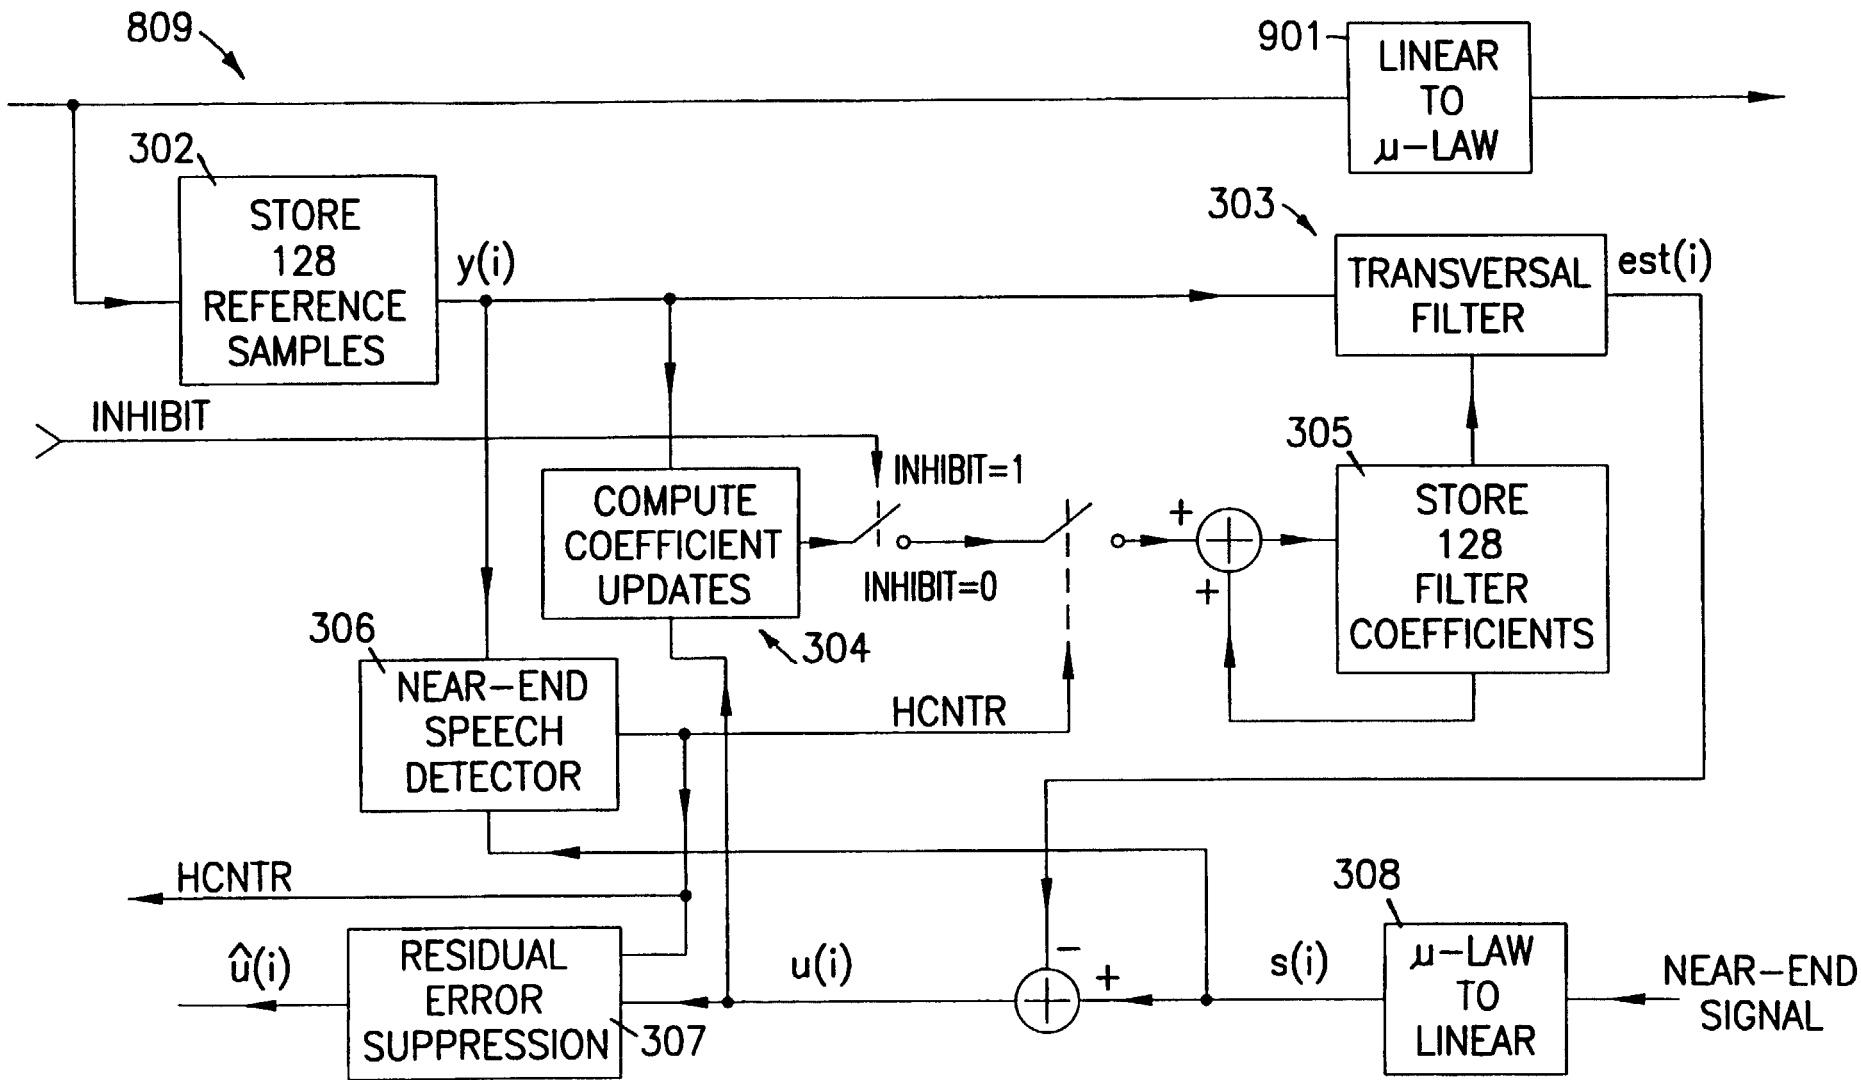 809
901
LINEAR
TO
μ-LAW
302
STORE
128
REFERENCE
SAMPLES
y(i)
303
TRANSVERSAL
FILTER
est(i)
INHIBIT
INHIBIT=1
INHIBIT=0
COMPUTE
COEFFICIENT
UPDATES
304
+
+
305
STORE
128
FILTER
COEFFICIENTS
306
NEAR-END
SPEECH
DETECTOR
HCNTR
HCNTR
RESIDUAL
ERROR
SUPPRESSION
307
û(i)
u(i)
-
+
s(i)
308
μ-LAW
TO
LINEAR
NEAR-END
SIGNAL